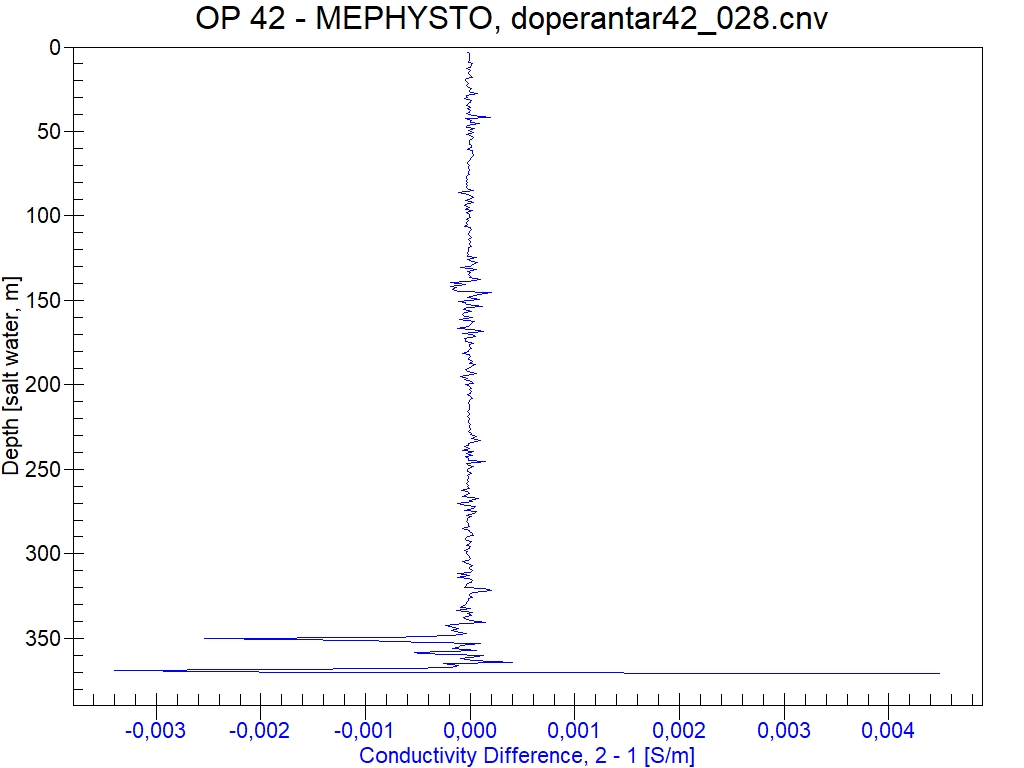 OP 42 - MEPHYSTO, doperantar42_028.cnv
0
50
100
150
200
250
300
350
Depth [salt water, m]
-0,003 -0,002 -0,001 0,000 0,001 0,002 0,003 0,004
Conductivity Difference, 2 - 1 [S/m]